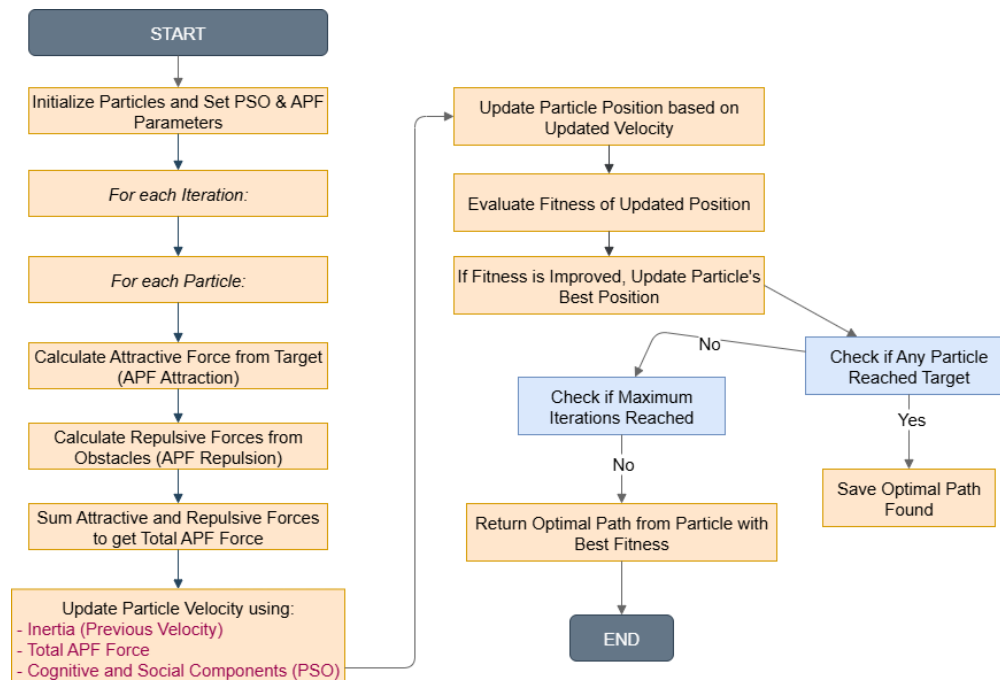 START
Initialize Particles and Set PSO & APF
Parameters
For each Iteration:
For each Particle:
Calculate Attractive Force from Target
(APF Attraction)
Calculate Repulsive Forces from
Obstacles (APF Repulsion)
Sum Attractive and Repulsive Forces
to get Total APF Force
Update Particle Velocity using:
- Inertia (Previous Velocity)
- Total APF Force
- Cognitive and Social Components (PSO)
Update Particle Position based on
Updated Velocity
Evaluate Fitness of Updated Position
If Fitness is Improved, Update Particle's
Best Position
Check if Any Particle
Reached Target
No
Check if Maximum
Iterations Reached
Yes
Save Optimal Path
Found
No
Return Optimal Path from Particle with
Best Fitness
END